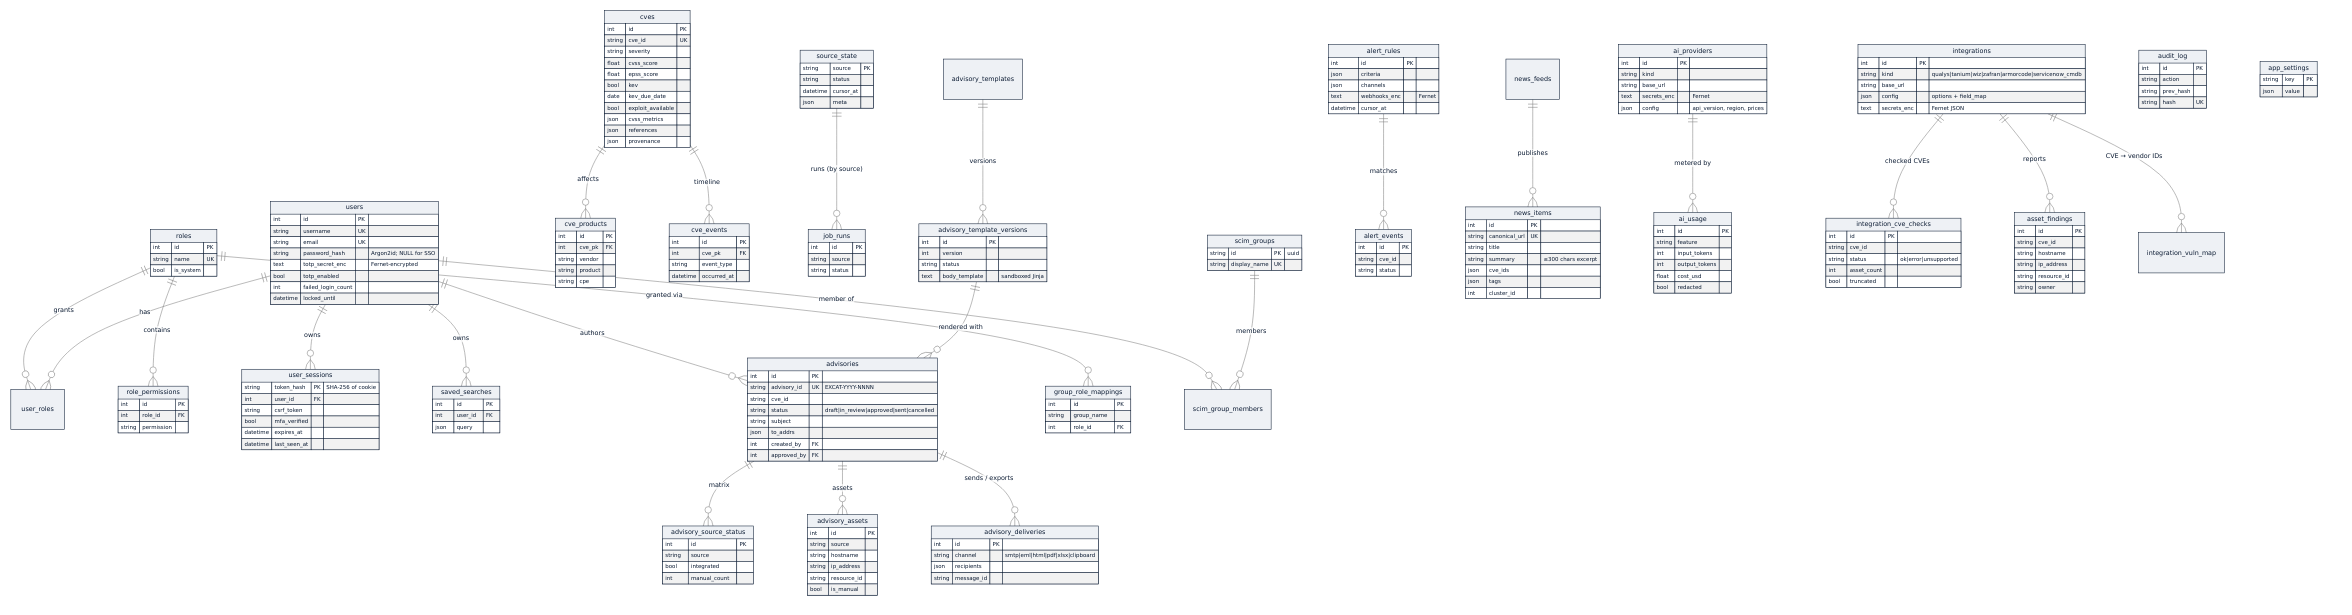 cves
int id PK
string cve_id UK
string severity
float cvss_score
float epss_score
bool kev
date kev_due_date
bool exploit_available
json cvss_metrics
json references
json provenance
source_state
string source PK
string status
datetime cursor_at
json meta
advisory_templates
alert_rules
int id PK
json criteria
json channels
text webhooks_enc Fernet
datetime cursor_at
news_feeds
ai_providers
int id PK
string kind
string base_url
text secrets_enc Fernet
json config api_version, region, prices
integrations
int id PK
string kind qualys|tanium|wiz|zafran|armorcode|servicenow_cmdb
string base_url
json config options + field_map
text secrets_enc Fernet JSON
audit_log
int id PK
string action
string prev_hash
string hash UK
app_settings
string key PK
json value
affects
timeline
runs (by source)
versions
matches
publishes
metered by
checked CVEs
reports
CVE → vendor IDs
roles
int id PK
string name UK
bool is_system
users
int id PK
string username UK
string email UK
string password_hash Argon2id; NULL for SSO
text totp_secret_enc Fernet-encrypted
bool totp_enabled
int failed_login_count
datetime locked_until
cve_products
int id PK
int cve_pk FK
string vendor
string product
string cpe
cve_events
int id PK
int cve_pk FK
string event_type
datetime occurred_at
job_runs
int id PK
string source
string status
advisory_template_versions
int id PK
int version
string status
text body_template sandboxed Jinja
scim_groups
string id PK uuid
string display_name UK
alert_events
int id PK
string cve_id
string status
news_items
int id PK
string canonical_url UK
string title
string summary ≤300 chars excerpt
json cve_ids
json tags
int cluster_id
ai_usage
int id PK
string feature
int input_tokens
int output_tokens
float cost_usd
bool redacted
integration_cve_checks
int id PK
string cve_id
string status ok|error|unsupported
int asset_count
bool truncated
asset_findings
int id PK
string cve_id
string hostname
string ip_address
string resource_id
string owner
integration_vuln_map
grants
has
contains
owns
owns
authors
granted via
member of
rendered with
members
user_roles
role_permissions
int id PK
int role_id FK
string permission
user_sessions
string token_hash PK SHA-256 of cookie
int user_id FK
string csrf_token
bool mfa_verified
datetime expires_at
datetime last_seen_at
saved_searches
int id PK
int user_id FK
json query
advisories
int id PK
string advisory_id UK EXCAT-YYYY-NNNN
string cve_id
string status draft|in_review|approved|sent|cancelled
string subject
json to_addrs
int created_by FK
int approved_by FK
group_role_mappings
int id PK
string group_name
int role_id FK
scim_group_members
matrix
assets
sends / exports
advisory_source_status
int id PK
string source
bool integrated
int manual_count
advisory_assets
int id PK
string source
string hostname
string ip_address
string resource_id
bool is_manual
advisory_deliveries
int id PK
string channel smtp|eml|html|pdf|xlsx|clipboard
json recipients
string message_id